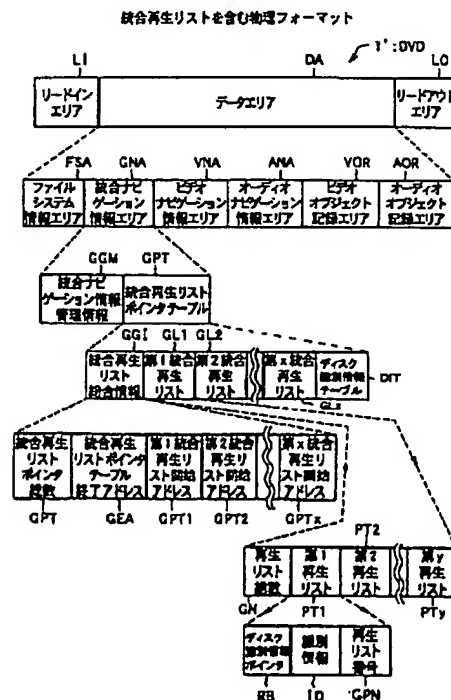 統合再生リストを含む物理フォーマット
1':DVD
LI
DA
LO
リードイン
エリア
データエリア
リードアウト
エリア
FSA
GNA
VNA
ANA
VOR
AOR
ファイル
システム
情報エリア
統合ナビ
ゲーション
情報エリア
ビデオ
ナビゲーション
情報エリア
オーディオ
ナビゲーション
情報エリア
ビデオ
オブジェクト
記録エリア
オーディオ
オブジェクト
記録エリア
GGM
GPT
統合ナビ
ゲーション情報
管理情報
統合再生リスト
ポインタテーブル
GGI
GL1
GL2
統合再生
リスト
総合情報
第1統合
再生
リスト
第2統合
再生
リスト
第x統合
再生
リスト
ディスク
識別情報
テーブル
DIT
GLx
統合再生
リスト
ポインタ
総数
統合再生
リストポインタ
テーブル
終了アドレス
第1統合
再生リ
スト開始
アドレス
第2統合
再生リ
スト開始
アドレス
第x統合
再生リ
スト開始
アドレス
GPT
GEA
GPT1
GPT2
GPTx
PT2
再生
リスト
総数
第1
再生
リスト
第2
再生
リスト
第y
再生
リスト
GN
PT1
PTy
ディスク
識別情報
ポインタ
種別
情報
再生
リスト
番号
RB
ID
GPN